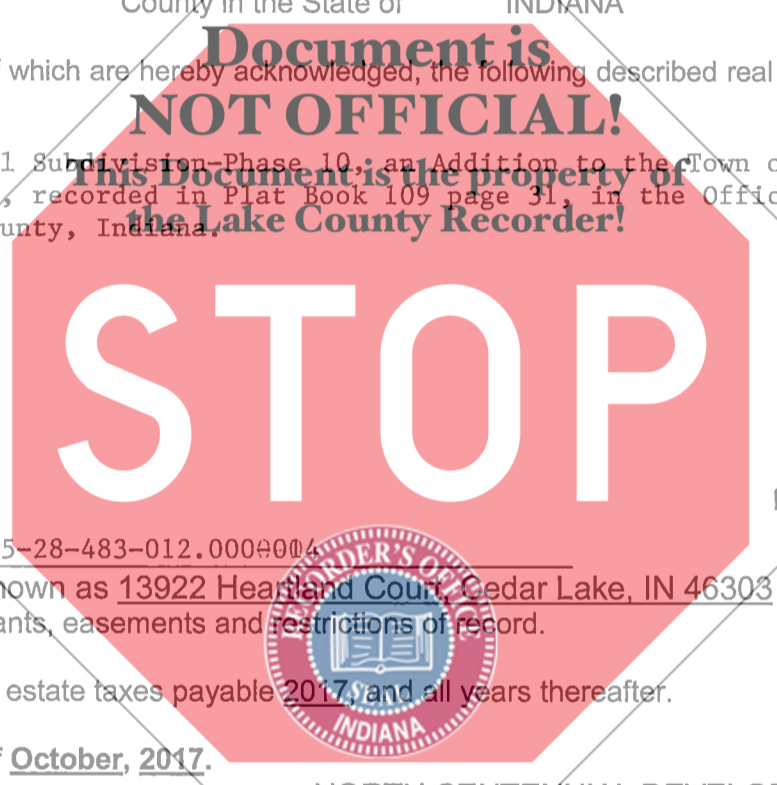 County in the State of INDIANA
Document is
which are hereby acknowledged, the following described real
NOT OFFICIAL!
1 Subdivision-Phase 10, an Addition to the Town
This Document is the property of
, recorded in Plat Book 109 page 31, in the Offic
the Lake County Recorder!
unty, Indiana.
STOP
5-28-483-012.000
RECORDER'S OFFICE
nown as 13922 Heartland Court, Cedar Lake, IN 46303
ants, easements and restrictions of record.
estate taxes payable 2017, and all years thereafter.
SEAL
INDIANA
October, 2017.